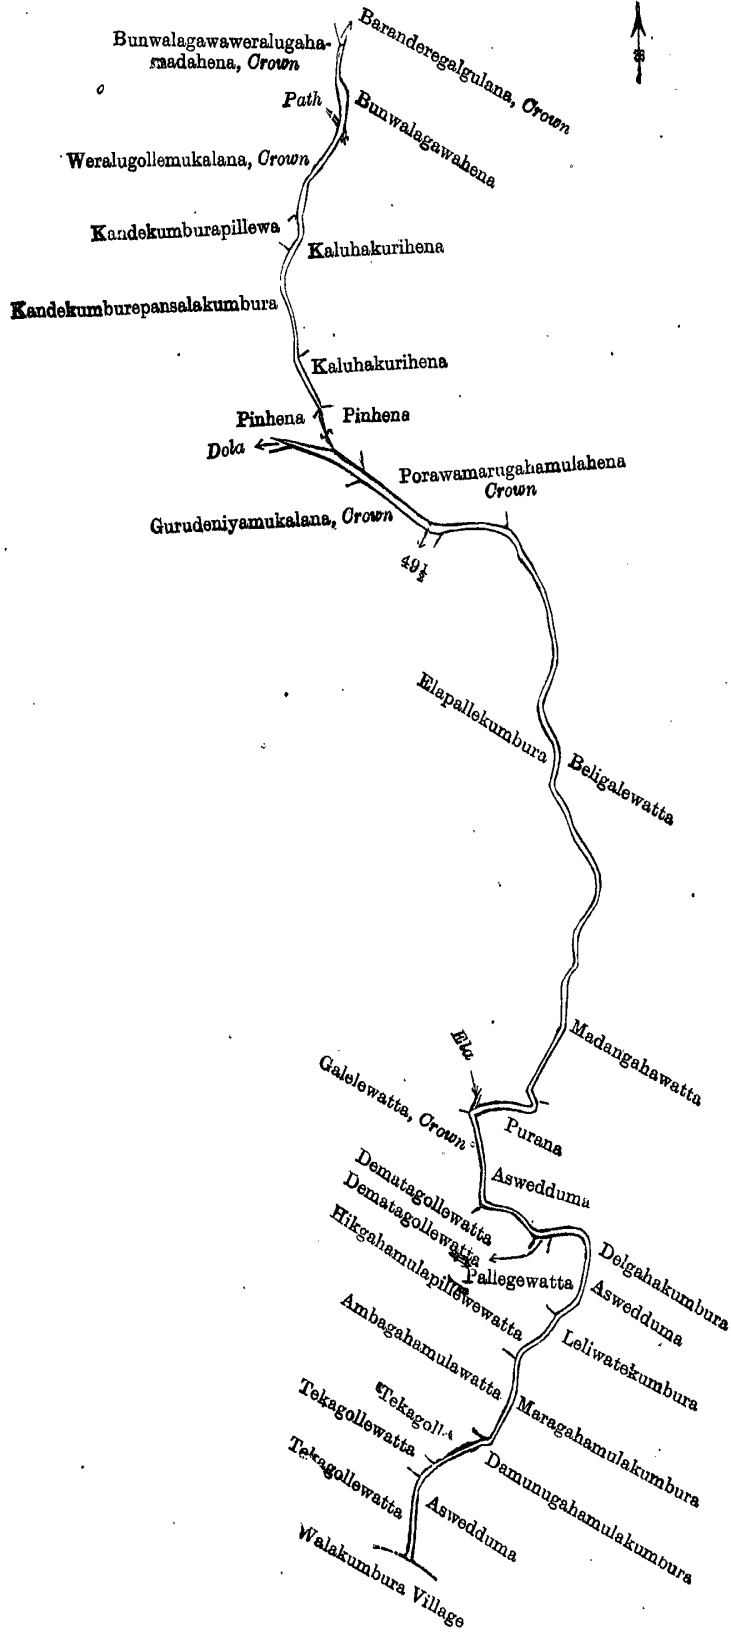 Bunwalagawaweralugaha-
madahena, Crown
Baranderegalgulana, Crown
Path
Bunwalagawahena
Weralugollemukalana, Crown
Kandekumburapillewa
Kaluhakurihena
Kandekumburepansalakumbura
Kaluhakurihena
Pinhena
Pinhena
Dola
Porawamarugahamulahena
Crown
Gurudeniyamukalana, Crown
49½
Elapallekumbura
Beligalewatta
Madangahawatta
Ela
Galelewatta, Crown
Purana
Aswedduma
Dematagollewatta
Dematagollewatta
Pallegewatta
Hikgahamulapillewewatta
Delgahakumbura
Aswedduma
Leliwatekumbura
Ambagahamulawatta
Maragahamulakumbura
Tekagolla
Tekagollewatta
Damunugahamulakumbura
Tekagollewatta
Aswedduma
Walakumbura Village